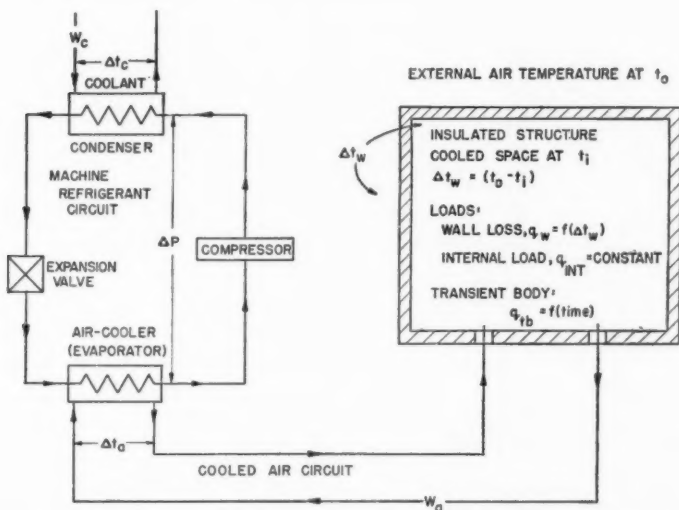 Wc
Δtc
COOLANT
CONDENSER
MACHINE
REFRIGERANT
CIRCUIT
ΔP
COMPRESSOR
EXPANSION
VALVE
AIR-COOLER
(EVAPORATOR)
Δta
COOLED AIR CIRCUIT
Wa
EXTERNAL AIR TEMPERATURE AT to
Δtw
INSULATED STRUCTURE
COOLED SPACE AT ti
Δtw = (to - ti)
LOADS:
WALL LOSS, qw = f(Δtw)
INTERNAL LOAD, qINT = CONSTANT
TRANSIENT BODY:
qtb = f(time)